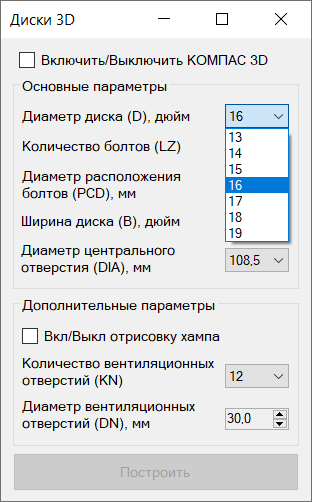 Диски 3D
Включить/Выключить КОМПАС 3D
Основные параметры
Диаметр диска (D), дюйм
16
Количество болтов (LZ)
13
14
15
16
17
18
19
Диаметр расположения
болтов (PCD), мм
Ширина диска (B), дюйм
Диаметр центрального
отверстия (DIA), мм
108,5
Дополнительные параметры
Вкл/Выкл отрисовку хампа
Количество вентиляционных
отверстий (KN)
12
Диаметр вентиляционных
отверстий (DN), мм
30,0
Построить